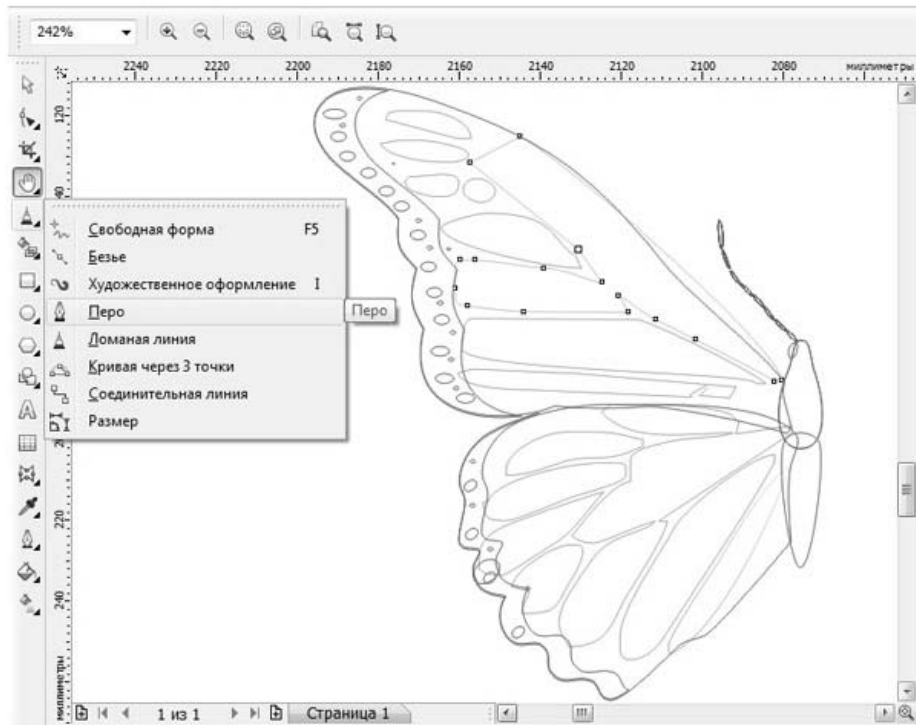 242%
2240 2220 2200 2180 2160 2140 2120 2100 2080 миллиметры
120
40
Свободная форма F5
Безье
Художественное оформление I
Перо
Перо
Ломаная линия
Кривая через 3 точки
Соединительная линия
Размер
220
240
миллиметры
1 из 1 Страница 1